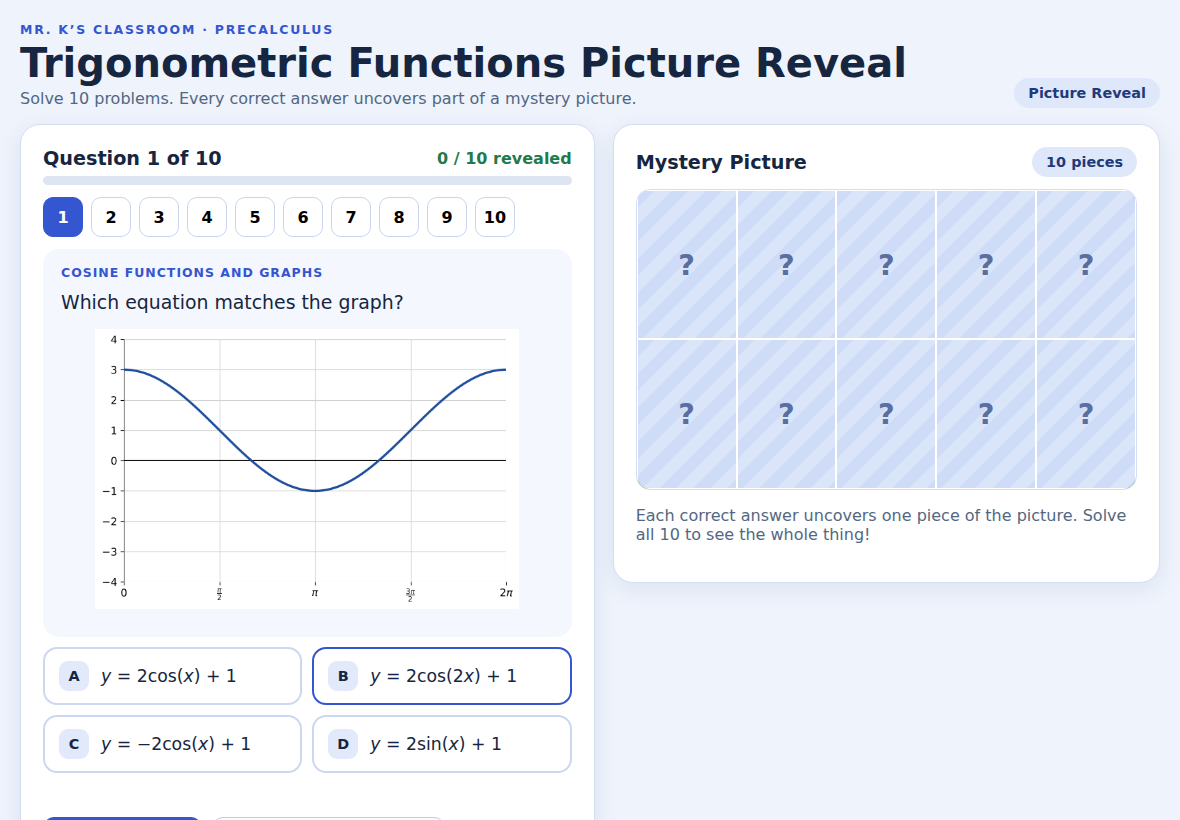 MR. K’S CLASSROOM · PRECALCULUS
Trigonometric Functions Picture Reveal
Solve 10 problems. Every correct answer uncovers part of a mystery picture.
Picture Reveal
Question 1 of 10
0 / 10 revealed
1 2 3 4 5 6 7 8 9 10
COSINE FUNCTIONS AND GRAPHS
Which equation matches the graph?
4
3
2
1
0
−1
−2
−3
−4
0 π/2 π 3π/2 2π
A y = 2cos(x) + 1
B y = 2cos(2x) + 1
C y = −2cos(x) + 1
D y = 2sin(x) + 1
Mystery Picture
10 pieces
? ? ? ? ?
? ? ? ? ?
Each correct answer uncovers one piece of the picture. Solve
all 10 to see the whole thing!